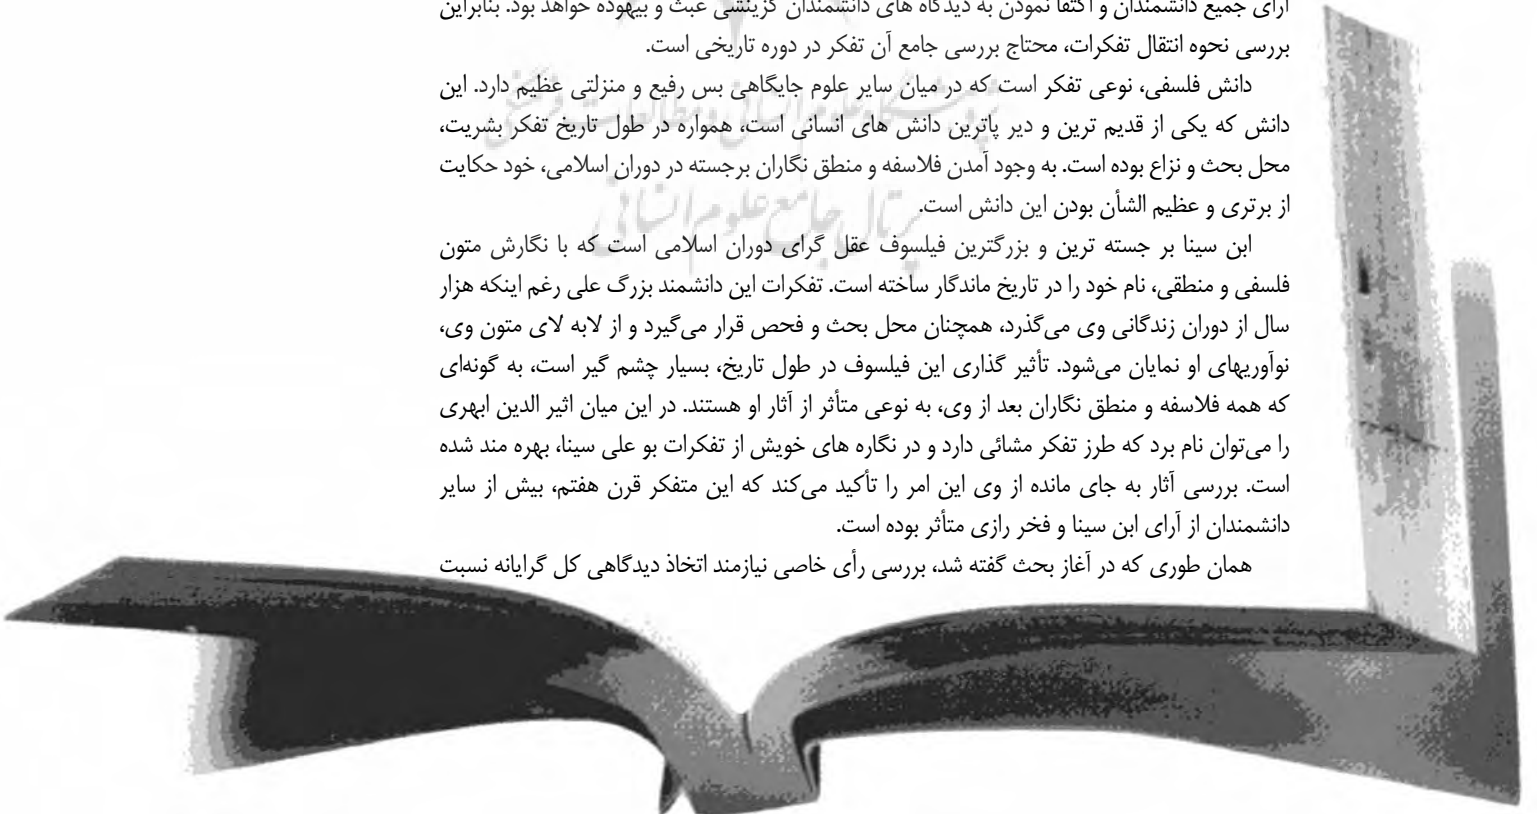 آرای جمیع دانشمندان و اکتفا نمودن به دیدگاه های دانشمندان گزینشی عبث و بیهوده خواهد بود. بنابراین
بررسی نحوه انتقال تفکرات، محتاج بررسی جامع آن تفکر در دوره تاریخی است.
دانش فلسفی، نوعی تفکر است که در میان سایر علوم جایگاهی بس رفیع و منزلتی عظیم دارد. این
دانش که یکی از قدیم ترین و دیر پاترین دانش های انسانی است، همواره در طول تاریخ تفکر بشریت،
محل بحث و نزاع بوده است. به وجود آمدن فلاسفه و منطق نگاران برجسته در دوران اسلامی، خود حکایت
از برتری و عظیم الشأن بودن این دانش است.
ابن سینا بر جسته ترین و بزرگترین فیلسوف عقل گرای دوران اسلامی است که با نگارش متون
فلسفی و منطقی، نام خود را در تاریخ ماندگار ساخته است. تفکرات این دانشمند بزرگ علی رغم اینکه هزار
سال از دوران زندگانی وی می‌گذرد، همچنان محل بحث و فحص قرار می‌گیرد و از لابه لای متون وی،
نوآوریهای او نمایان می‌شود. تأثیر گذاری این فیلسوف در طول تاریخ، بسیار چشم گیر است، به گونه‌ای
که همه فلاسفه و منطق نگاران بعد از وی، به نوعی متأثر از آثار او هستند. در این میان اثیر الدین ابهری
را می‌توان نام برد که طرز تفکر مشائی دارد و در نگاره های خویش از تفکرات بو علی سینا، بهره مند شده
است. بررسی آثار به جای مانده از وی این امر را تأکید می‌کند که این متفکر قرن هفتم، بیش از سایر
دانشمندان از آرای ابن سینا و فخر رازی متأثر بوده است.
همان طوری که در آغاز بحث گفته شد، بررسی رأی خاصی نیازمند اتخاذ دیدگاهی کل گرایانه نسبت
پژوهشگاه علوم انسانی و مطالعات فرهنگی
پرتال جامع علوم انسانی